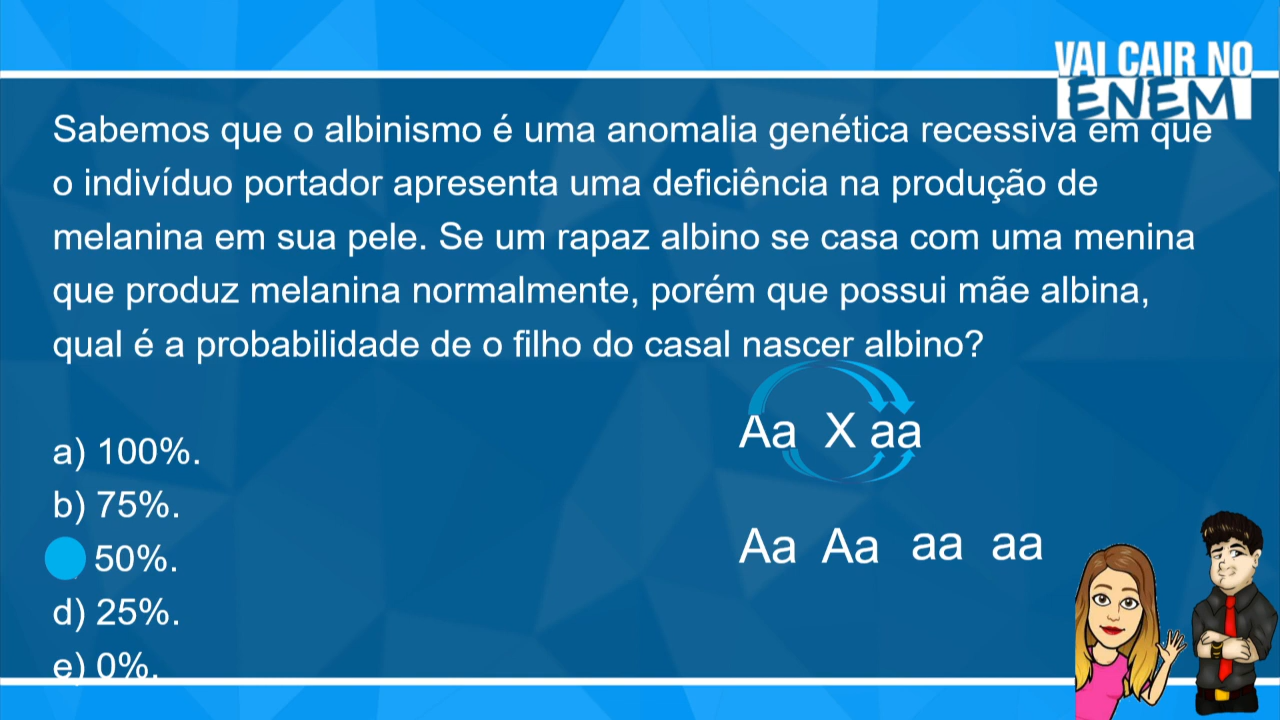 VAI CAIR NO
ENEM
Sabemos que o albinismo é uma anomalia genética recessiva em que
o indivíduo portador apresenta uma deficiência na produção de
melanina em sua pele. Se um rapaz albino se casa com uma menina
que produz melanina normalmente, porém que possui mãe albina,
qual é a probabilidade de o filho do casal nascer albino?
Aa X aa
a) 100%.
b) 75%.
50%.
Aa Aa aa aa
d) 25%.
e) 0%.